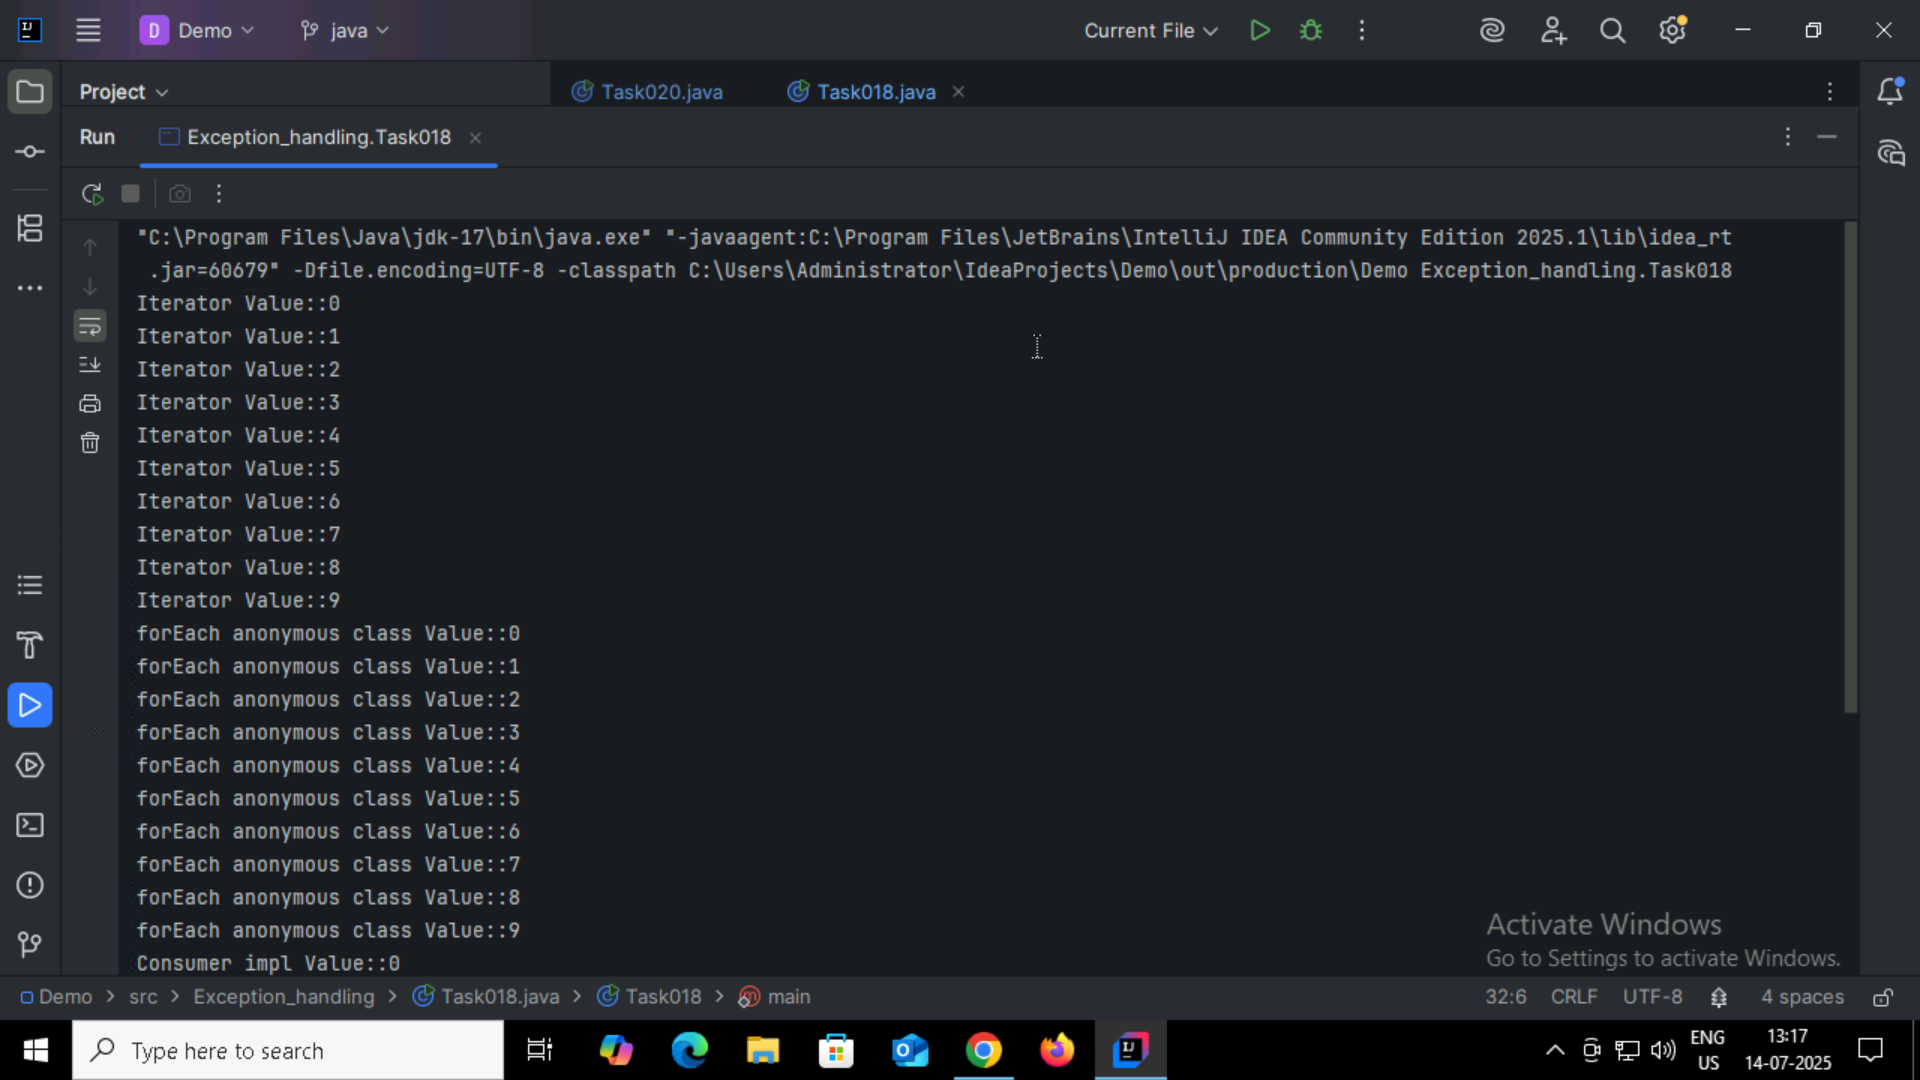 D Demo java Current File
Project Task020.java Task018.java
Run Exception_handling.Task018
"C:\Program Files\Java\jdk-17\bin\java.exe" "-javaagent:C:\Program Files\JetBrains\IntelliJ IDEA Community Edition 2025.1\lib\idea_rt
.jar=60679" -Dfile.encoding=UTF-8 -classpath C:\Users\Administrator\IdeaProjects\Demo\out\production\Demo Exception_handling.Task018
Iterator Value::0
Iterator Value::1
Iterator Value::2
Iterator Value::3
Iterator Value::4
Iterator Value::5
Iterator Value::6
Iterator Value::7
Iterator Value::8
Iterator Value::9
forEach anonymous class Value::0
forEach anonymous class Value::1
forEach anonymous class Value::2
forEach anonymous class Value::3
forEach anonymous class Value::4
forEach anonymous class Value::5
forEach anonymous class Value::6
forEach anonymous class Value::7
forEach anonymous class Value::8
forEach anonymous class Value::9
Consumer impl Value::0
Activate Windows
Go to Settings to activate Windows.
Demo > src > Exception_handling > Task018.java > Task018 > main 32:6 CRLF UTF-8 4 spaces
Type here to search
ENG
US
13:17
14-07-2025